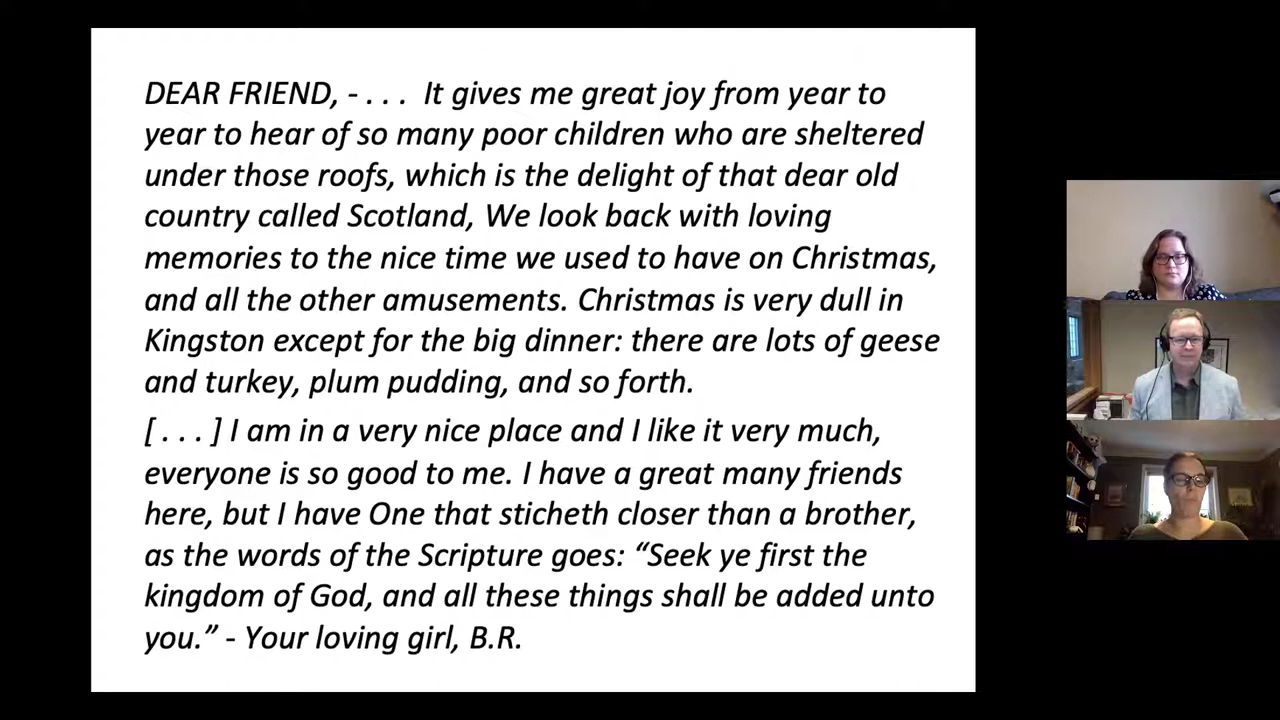 DEAR FRIEND, - . . . It gives me great joy from year to
year to hear of so many poor children who are sheltered
under those roofs, which is the delight of that dear old
country called Scotland, We look back with loving
memories to the nice time we used to have on Christmas,
and all the other amusements. Christmas is very dull in
Kingston except for the big dinner: there are lots of geese
and turkey, plum pudding, and so forth.
[ . . . ] I am in a very nice place and I like it very much,
everyone is so good to me. I have a great many friends
here, but I have One that sticheth closer than a brother,
as the words of the Scripture goes: “Seek ye first the
kingdom of God, and all these things shall be added unto
you.” - Your loving girl, B.R.